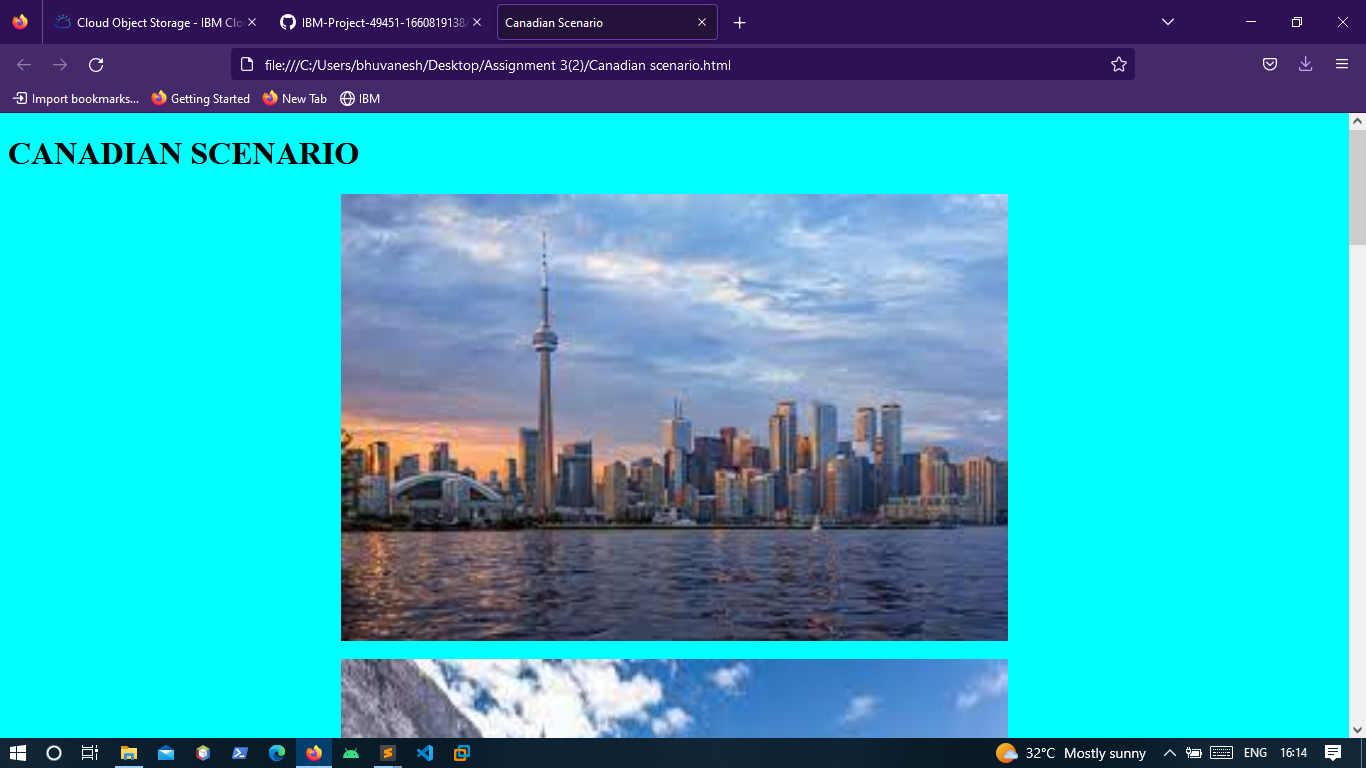 Cloud Object Storage - IBM Clo
IBM-Project-49451-1660819138/
Canadian Scenario
file:///C:/Users/bhuvanesh/Desktop/Assignment 3(2)/Canadian scenario.html
Import bookmarks...
Getting Started
New Tab
IBM
CANADIAN SCENARIO
32°C Mostly sunny
ENG
16:14